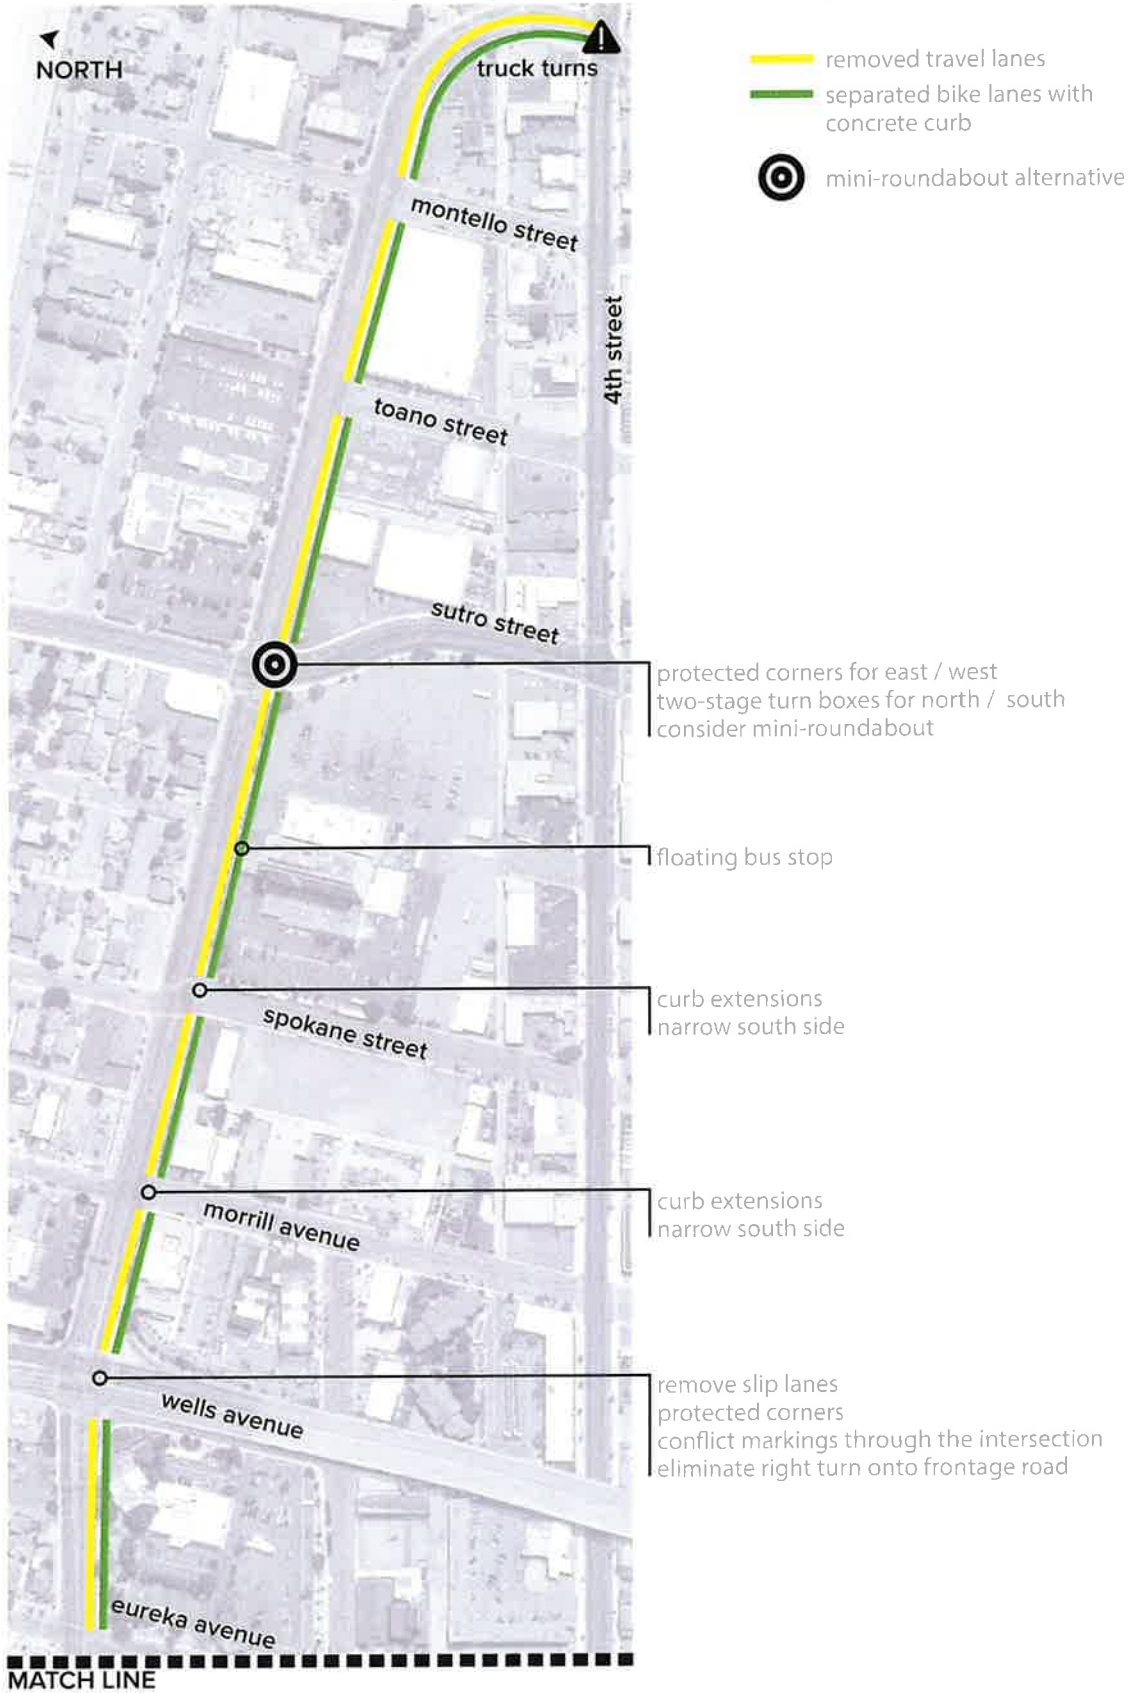 NORTH
truck turns
removed travel lanes
separated bike lanes with
concrete curb
mini-roundabout alternative
montello street
4th street
toano street
sutro street
protected corners for east / west
two-stage turn boxes for north / south
consider mini-roundabout
floating bus stop
curb extensions
narrow south side
spokane street
curb extensions
narrow south side
morrill avenue
remove slip lanes
protected corners
conflict markings through the intersection
eliminate right turn onto frontage road
wells avenue
eureka avenue
MATCH LINE